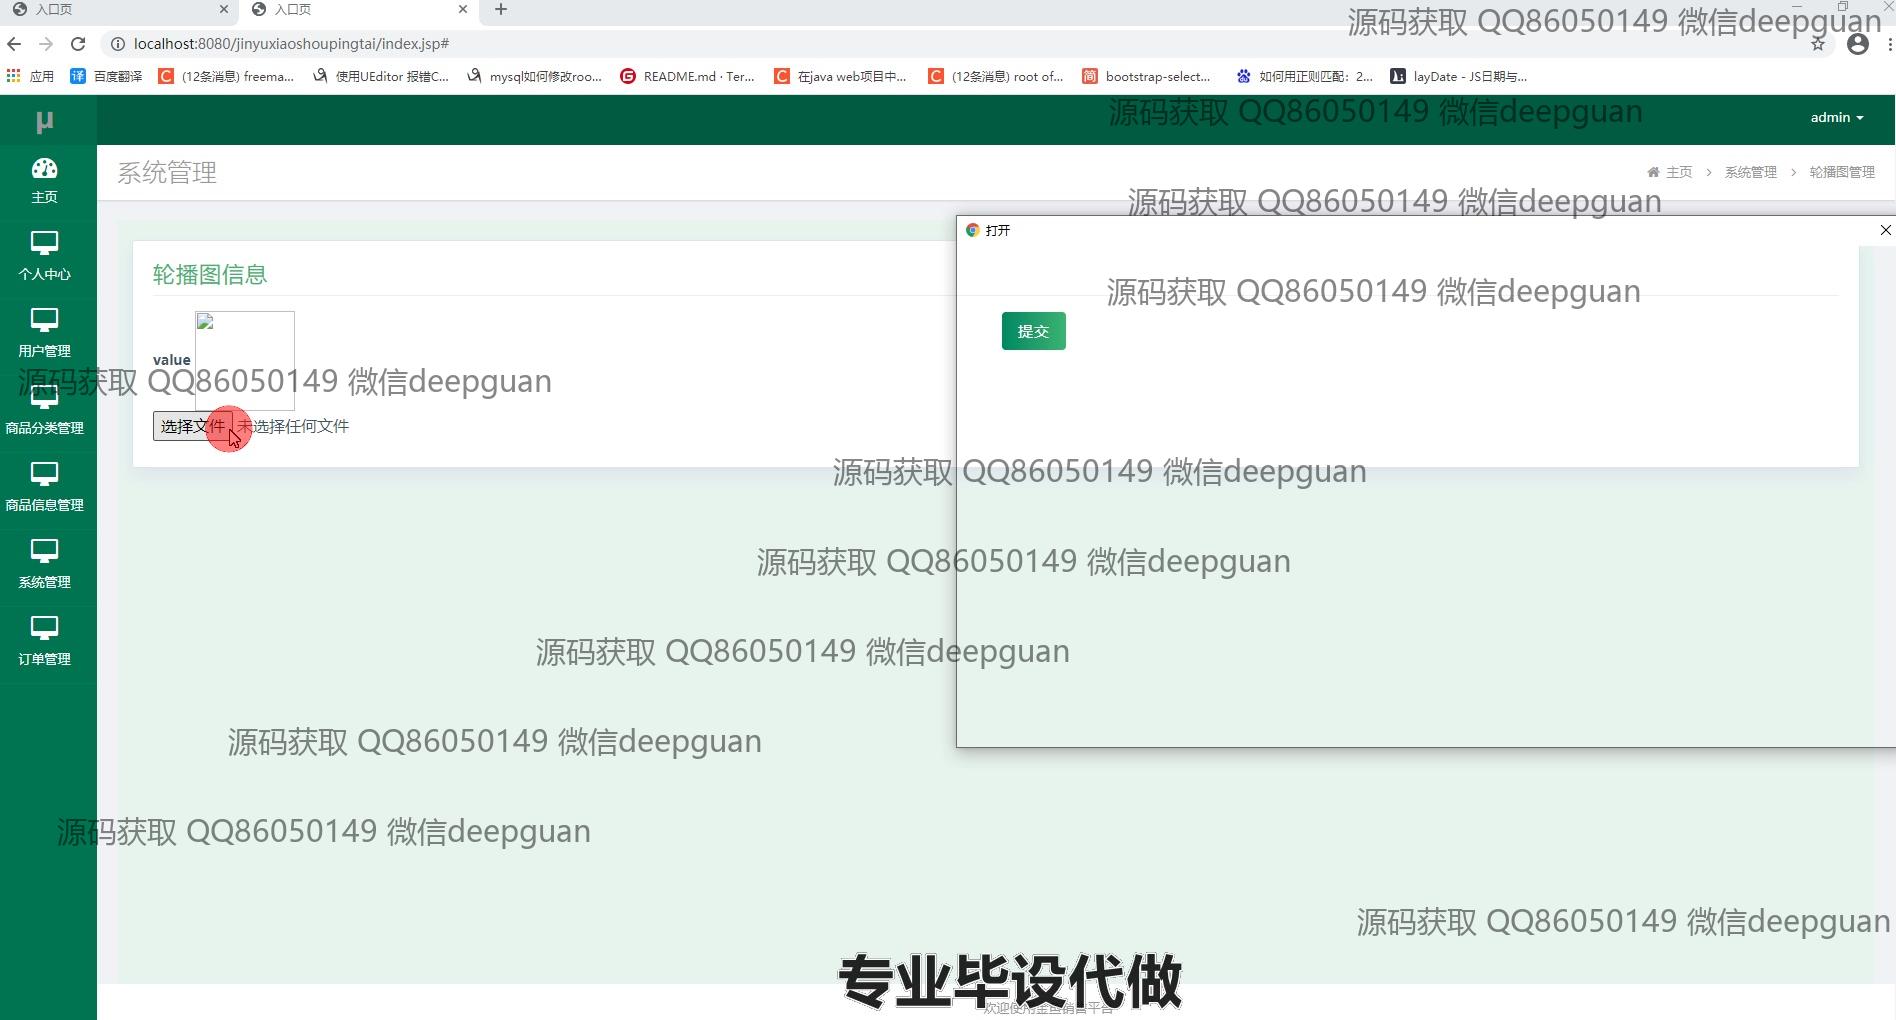 入口页
入口页
源码获取 QQ86050149 微信deepguan
localhost:8080/jinyuxiaoshoupingtai/index.jsp#
应用
译 百度翻译
C (12条消息) freema...
使用UEditor 报错C...
mysql如何修改roo...
G README.md · Ter...
C 在java web项目中...
C (12条消息) root of...
简 bootstrap-select...
如何用正则匹配：2...
layDate - JS日期与...
源码获取 QQ86050149 微信deepguan
μ
admin
主页
系统管理
主页 > 系统管理 > 轮播图管理
源码获取 QQ86050149 微信deepguan
打开
个人中心
轮播图信息
源码获取 QQ86050149 微信deepguan
提交
用户管理
value
源码获取 QQ86050149 微信deepguan
商品分类管理
选择文件 未选择任何文件
源码获取 QQ86050149 微信deepguan
商品信息管理
源码获取 QQ86050149 微信deepguan
系统管理
源码获取 QQ86050149 微信deepguan
订单管理
源码获取 QQ86050149 微信deepguan
源码获取 QQ86050149 微信deepguan
源码获取 QQ86050149 微信deepguan
专业毕设代做